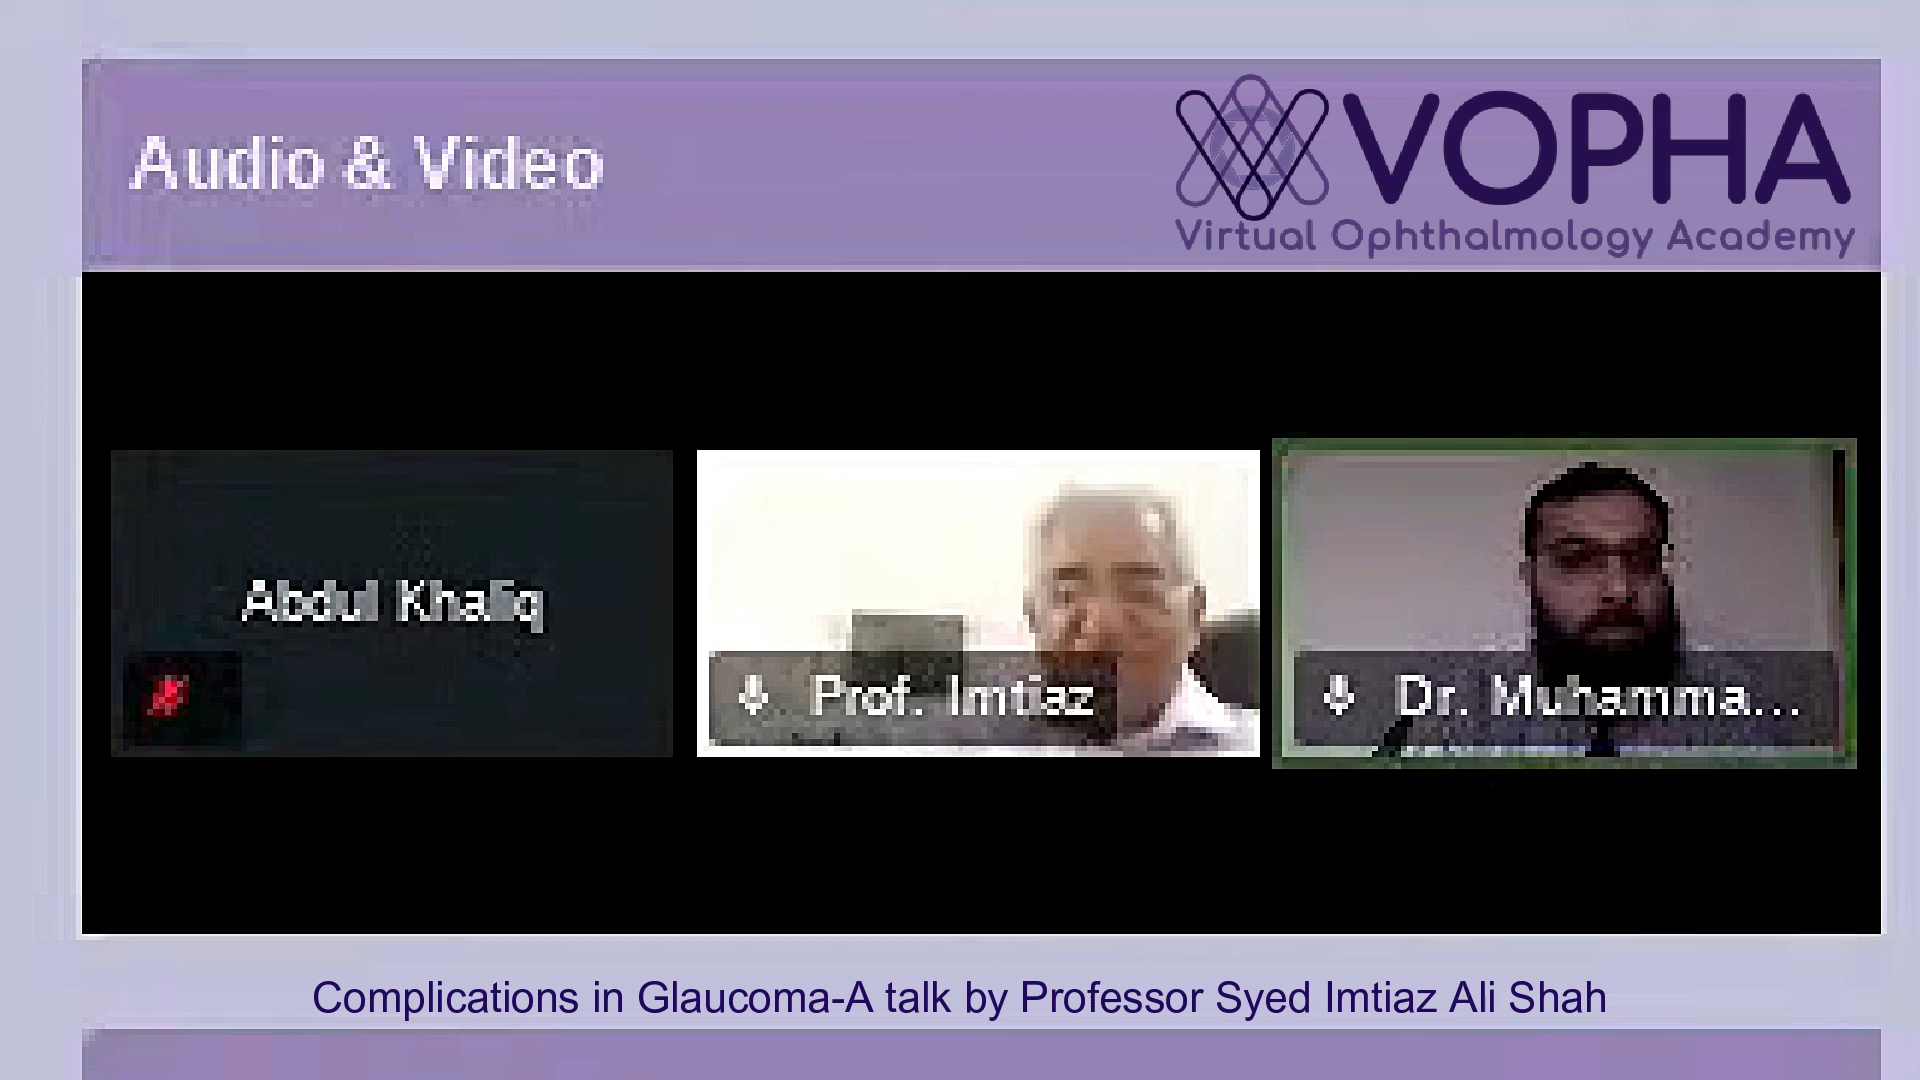 Audio & Video
VOPHA
Virtual Ophthalmology Academy
Abdul Khaliq
Prof. Imtiaz
Dr. Muhamma...
Complications in Glaucoma-A talk by Professor Syed Imtiaz Ali Shah